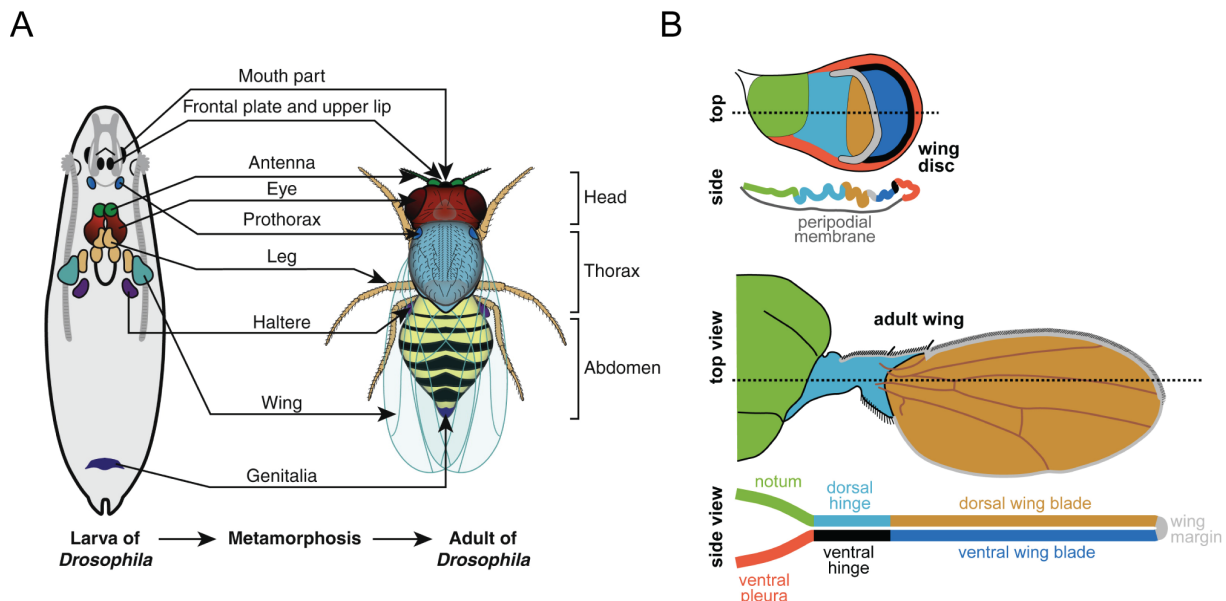 A
Mouth part
Frontal plate and upper lip
Antenna
Eye
Prothorax
Leg
Haltere
Wing
Genitalia
Head
Thorax
Abdomen
Larva of
Drosophila
Metamorphosis
Adult of
Drosophila
B
top
wing
disc
side
peripodial
membrane
top view
adult wing
side view
notum
dorsal
hinge
dorsal wing blade
wing
margin
ventral
hinge
ventral wing blade
ventral
pleura